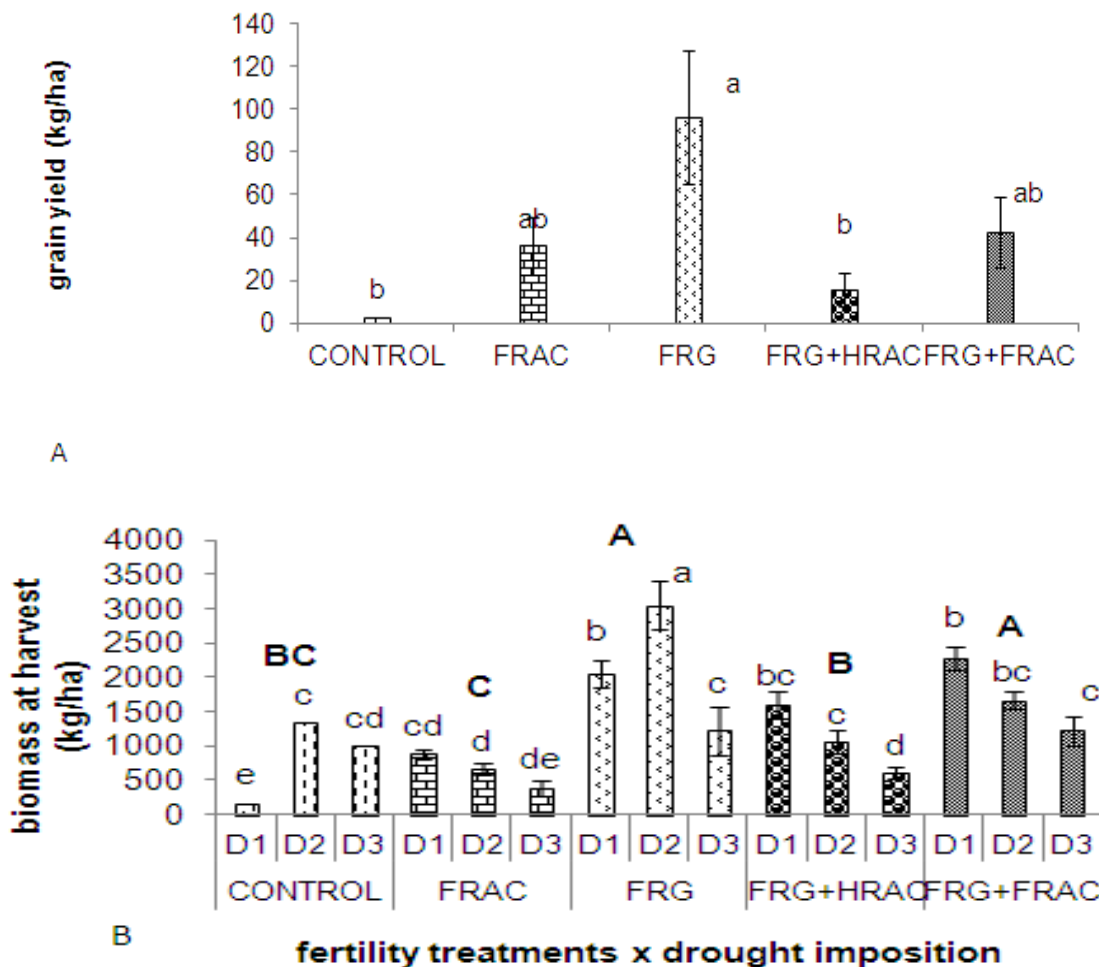 grain yield (kg/ha)
140
120
100
80
60
40
20
0
b
ab
a
b
ab
CONTROL FRAC FRG FRG+HRAC FRG+FRAC
A
biomass at harvest
(kg/ha)
4000
3500
3000
2500
2000
1500
1000
500
0
BC
C
A
B
A
e c cd
cd d de
b a c
bc c d
b bc c
D1 D2 D3 D1 D2 D3 D1 D2 D3 D1 D2 D3 D1 D2 D3
CONTROL FRAC FRG FRG+HRAC FRG+FRAC
B
fertility treatments x drought imposition